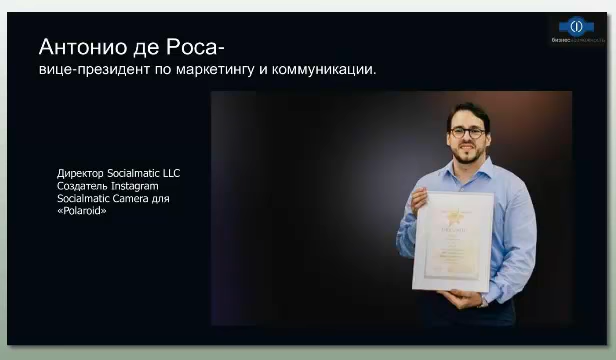 Антонио де Роса-
вице-президент по маркетингу и коммуникации.
Директор Socialmatic LLC
Создатель Instagram
Socialmatic Camera для
«Polaroid»